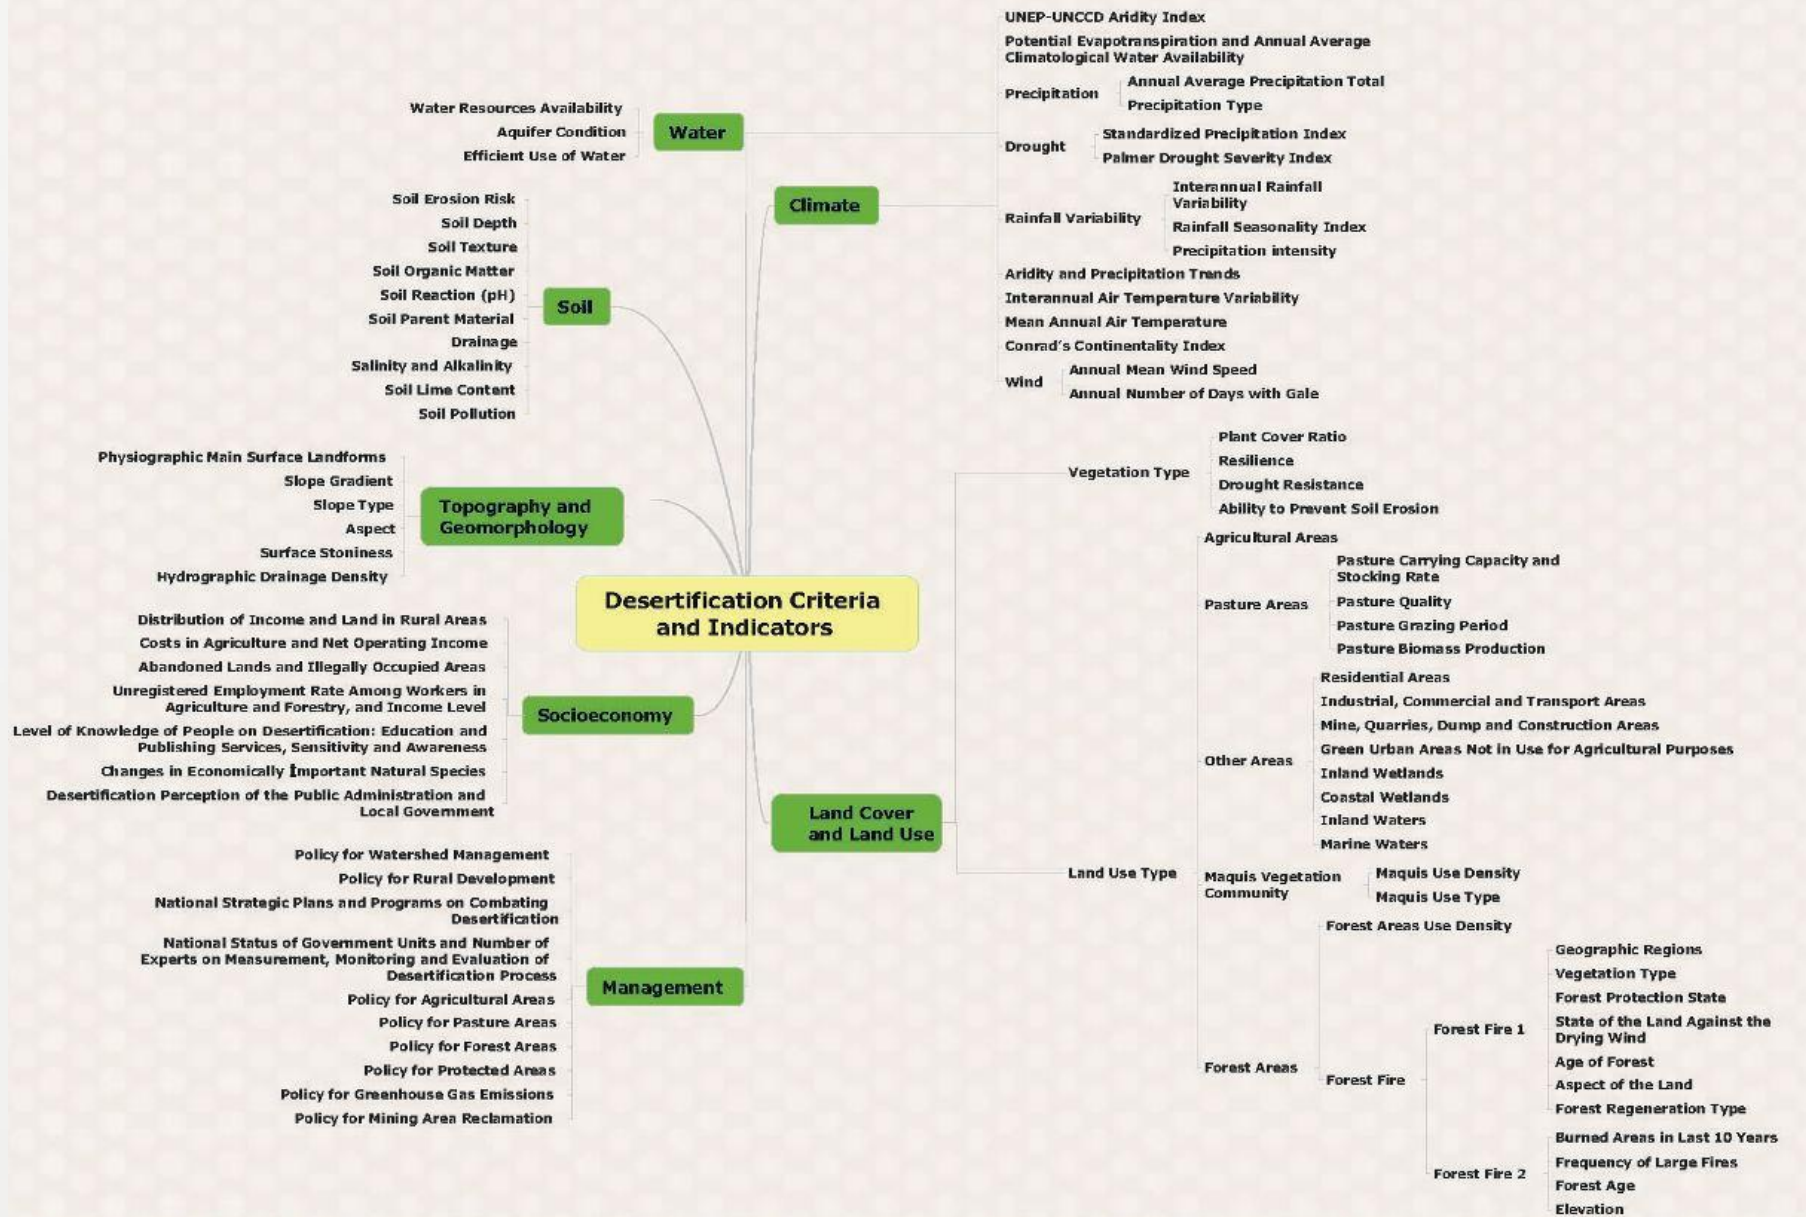 Desertification Criteria
and Indicators
Water
Water Resources Availability
Aquifer Condition
Efficient Use of Water
Soil
Soil Erosion Risk
Soil Depth
Soil Texture
Soil Organic Matter
Soil Reaction (pH)
Soil Parent Material
Drainage
Salinity and Alkalinity
Soil Lime Content
Soil Pollution
Topography and
Geomorphology
Physiographic Main Surface Landforms
Slope Gradient
Slope Type
Aspect
Surface Stoniness
Hydrographic Drainage Density
Socioeconomy
Distribution of Income and Land in Rural Areas
Costs in Agriculture and Net Operating Income
Abandoned Lands and Illegally Occupied Areas
Unregistered Employment Rate Among Workers in
Agriculture and Forestry, and Income Level
Level of Knowledge of People on Desertification: Education and
Publishing Services, Sensitivity and Awareness
Changes in Economically İmportant Natural Species
Desertification Perception of the Public Administration and
Local Government
Management
Policy for Watershed Management
Policy for Rural Development
National Strategic Plans and Programs on Combating
Desertification
National Status of Government Units and Number of
Experts on Measurement, Monitoring and Evaluation of
Desertification Process
Policy for Agricultural Areas
Policy for Pasture Areas
Policy for Forest Areas
Policy for Protected Areas
Policy for Greenhouse Gas Emissions
Policy for Mining Area Reclamation
Climate
UNEP-UNCCD Aridity Index
Potential Evapotranspiration and Annual Average
Climatological Water Availability
Precipitation
Annual Average Precipitation Total
Precipitation Type
Drought
Standardized Precipitation Index
Palmer Drought Severity Index
Rainfall Variability
Interannual Rainfall
Variability
Rainfall Seasonality Index
Precipitation intensity
Aridity and Precipitation Trends
Interannual Air Temperature Variability
Mean Annual Air Temperature
Conrad's Continentality Index
Wind
Annual Mean Wind Speed
Annual Number of Days with Gale
Land Cover
and Land Use
Vegetation Type
Plant Cover Ratio
Resilience
Drought Resistance
Ability to Prevent Soil Erosion
Land Use Type
Agricultural Areas
Pasture Areas
Pasture Carrying Capacity and
Stocking Rate
Pasture Quality
Pasture Grazing Period
Pasture Biomass Production
Other Areas
Residential Areas
Industrial, Commercial and Transport Areas
Mine, Quarries, Dump and Construction Areas
Green Urban Areas Not in Use for Agricultural Purposes
Inland Wetlands
Coastal Wetlands
Inland Waters
Marine Waters
Maquis Vegetation
Community
Maquis Use Density
Maquis Use Type
Forest Areas
Forest Areas Use Density
Forest Fire
Forest Fire 1
Geographic Regions
Vegetation Type
Forest Protection State
State of the Land Against the
Drying Wind
Age of Forest
Aspect of the Land
Forest Regeneration Type
Forest Fire 2
Burned Areas in Last 10 Years
Frequency of Large Fires
Forest Age
Elevation